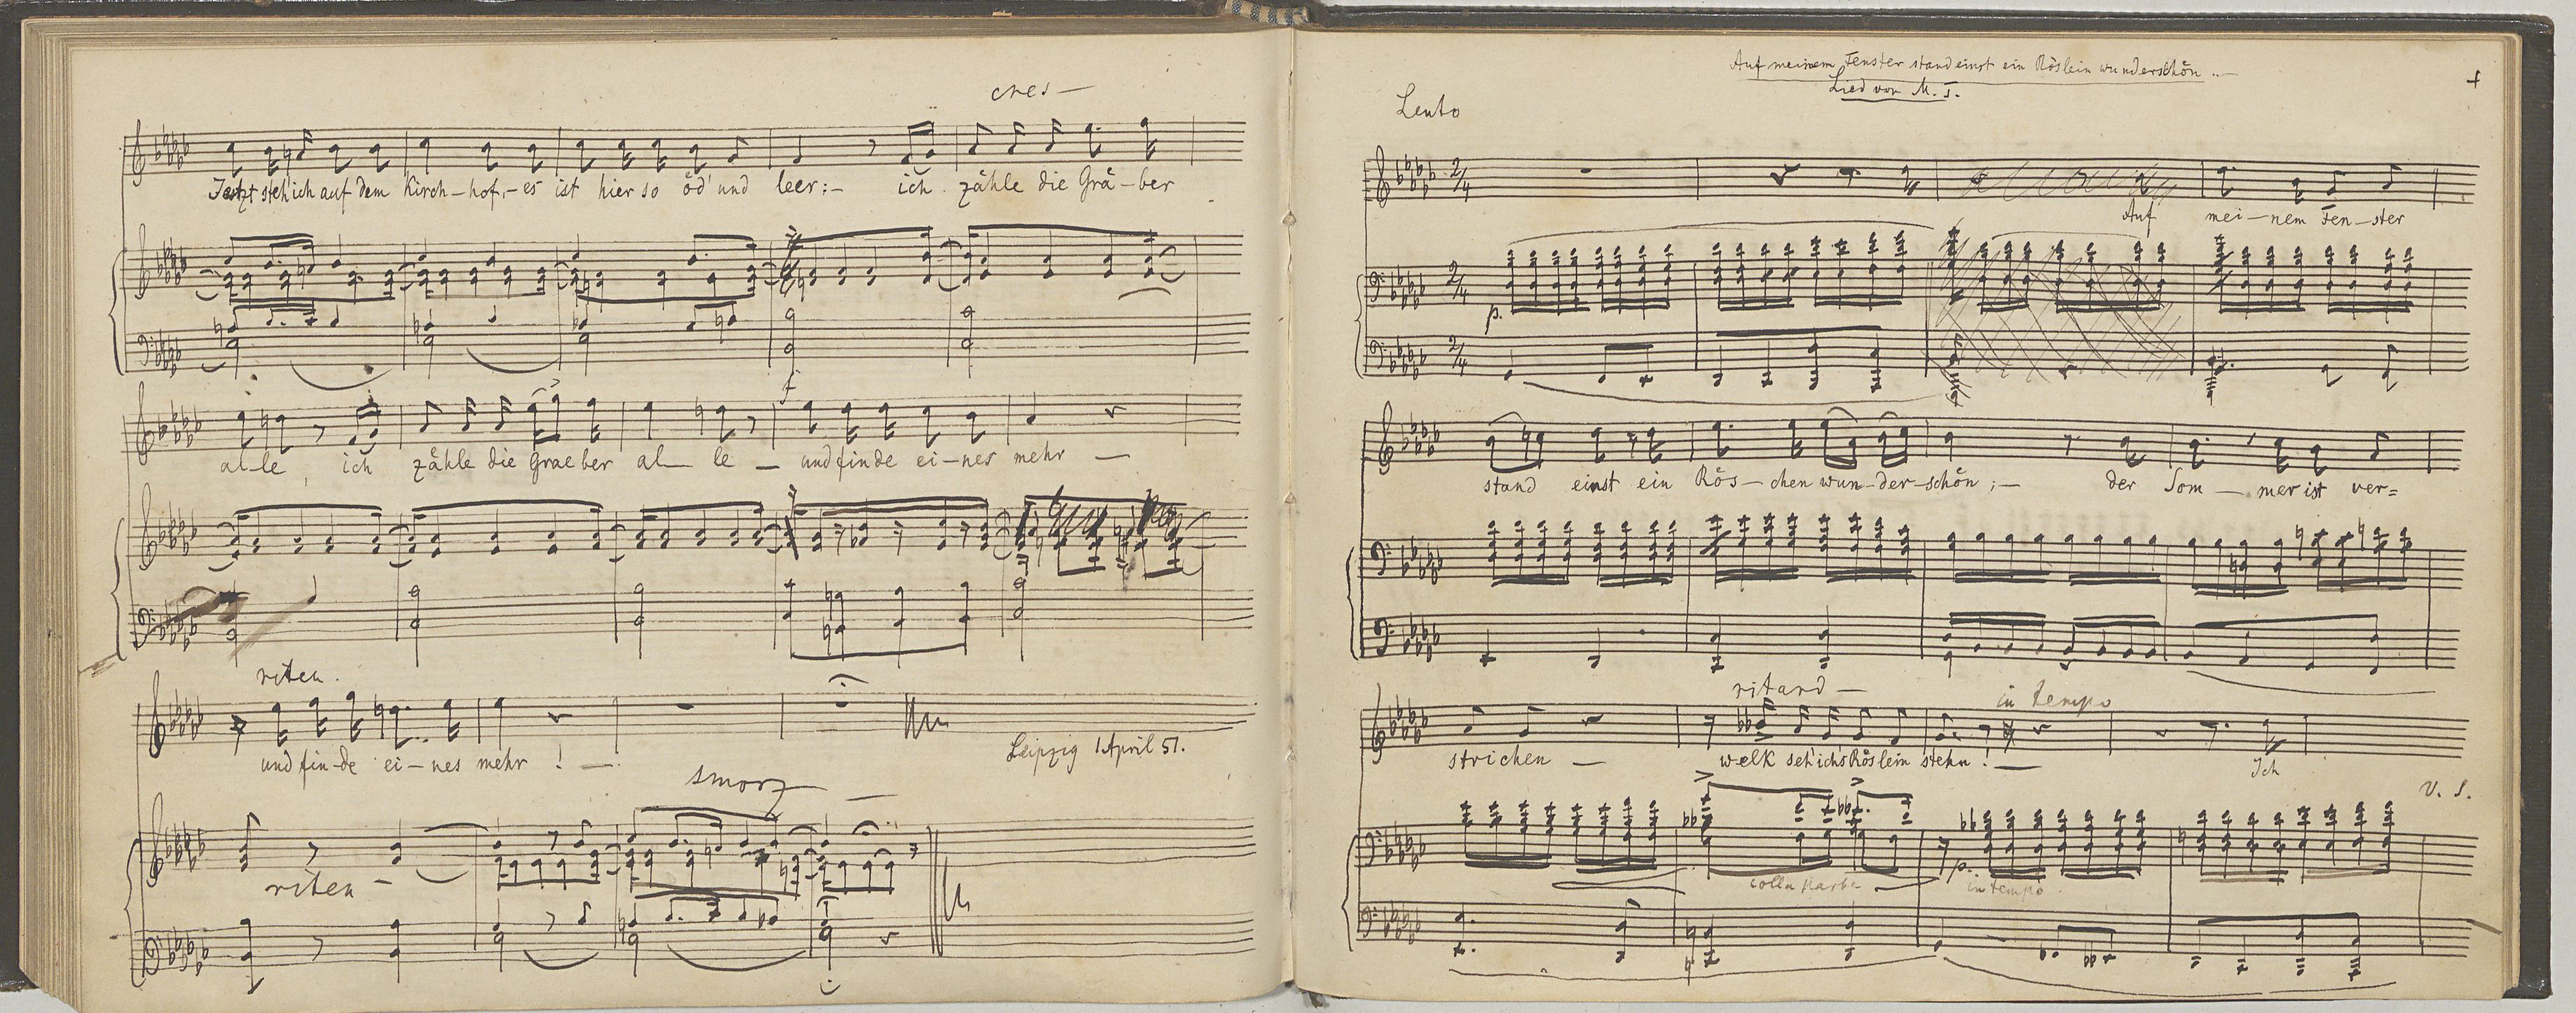 cres —
Jetzt steh' ich auf dem Kirch-hof,- es ist hier so öd' und leer;- ich zähle die Grä-ber
f
al-le, ich zähle die Graeber al- le — und finde ei-nes mehr —
riten.
und fin-de ei-nes mehr! —
Leipzig 1 April 51.
smorz —
riten -
Auf meinem Fenster stand einst ein Röslein wunderschön ..—
Lied von M. S.
Lento
2/4
Auf mei-nem Fen-ster
2/4
p.
2/4
stand einst ein Rös-chen wun-der-schön;- der Som- mer ist ver=
ritard —
in tempo
strichen — welk seh' ichs Röslein stehn! — Ich
V. S.
colla parte
p. in tempo